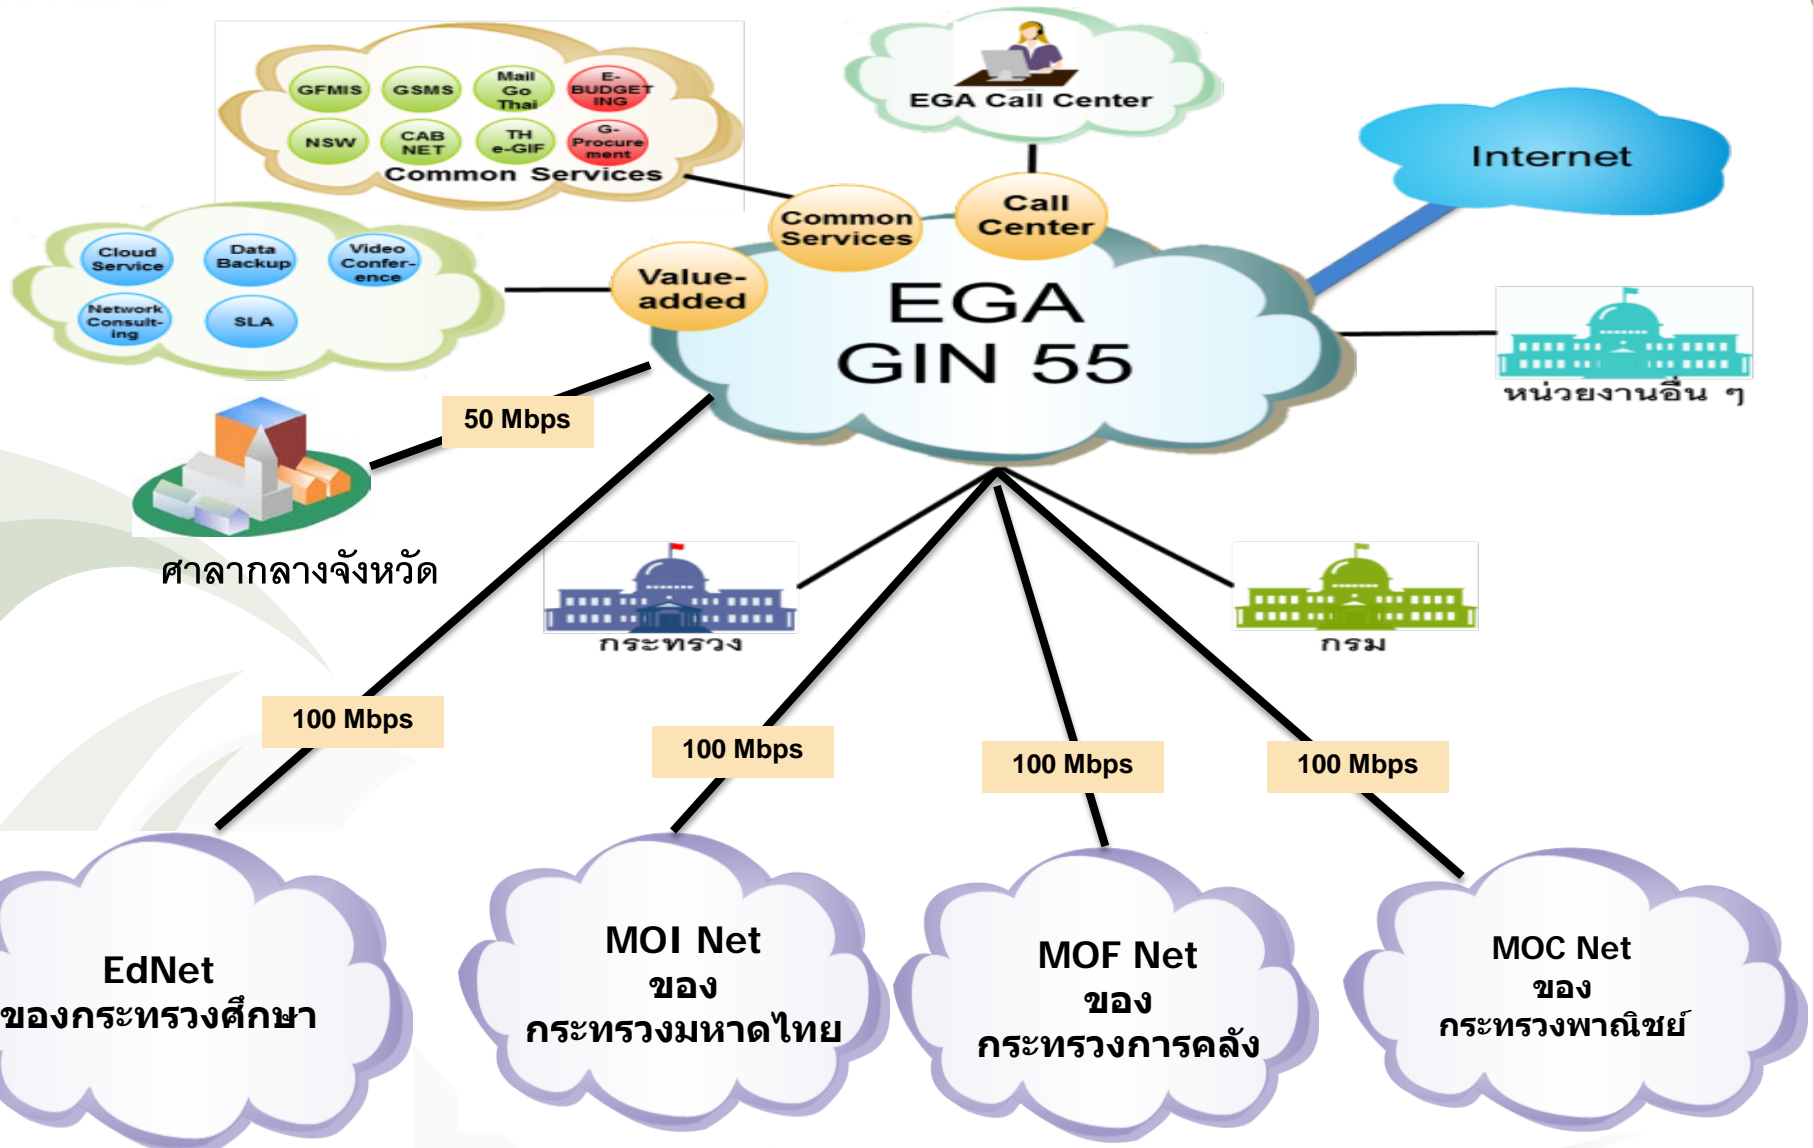 GFMIS
GSMS
Mail
Go
Thai
E-
BUDGET
ING
NSW
CAB
NET
TH
e-GIF
G-
Procure
ment
Common Services
EGA Call Center
Internet
Cloud
Service
Data
Backup
Video
Confer-
ence
Network
Consult-
ing
SLA
Value-
added
Common
Services
Call
Center
EGA
GIN 55
หน่วยงานอื่น ๆ
50 Mbps
ศาลากลางจังหวัด
กระทรวง
กรม
100 Mbps
100 Mbps
100 Mbps
100 Mbps
EdNet
ของกระทรวงศึกษา
MOI Net
ของ
กระทรวงมหาดไทย
MOF Net
ของ
กระทรวงการคลัง
MOC Net
ของ
กระทรวงพาณิชย์